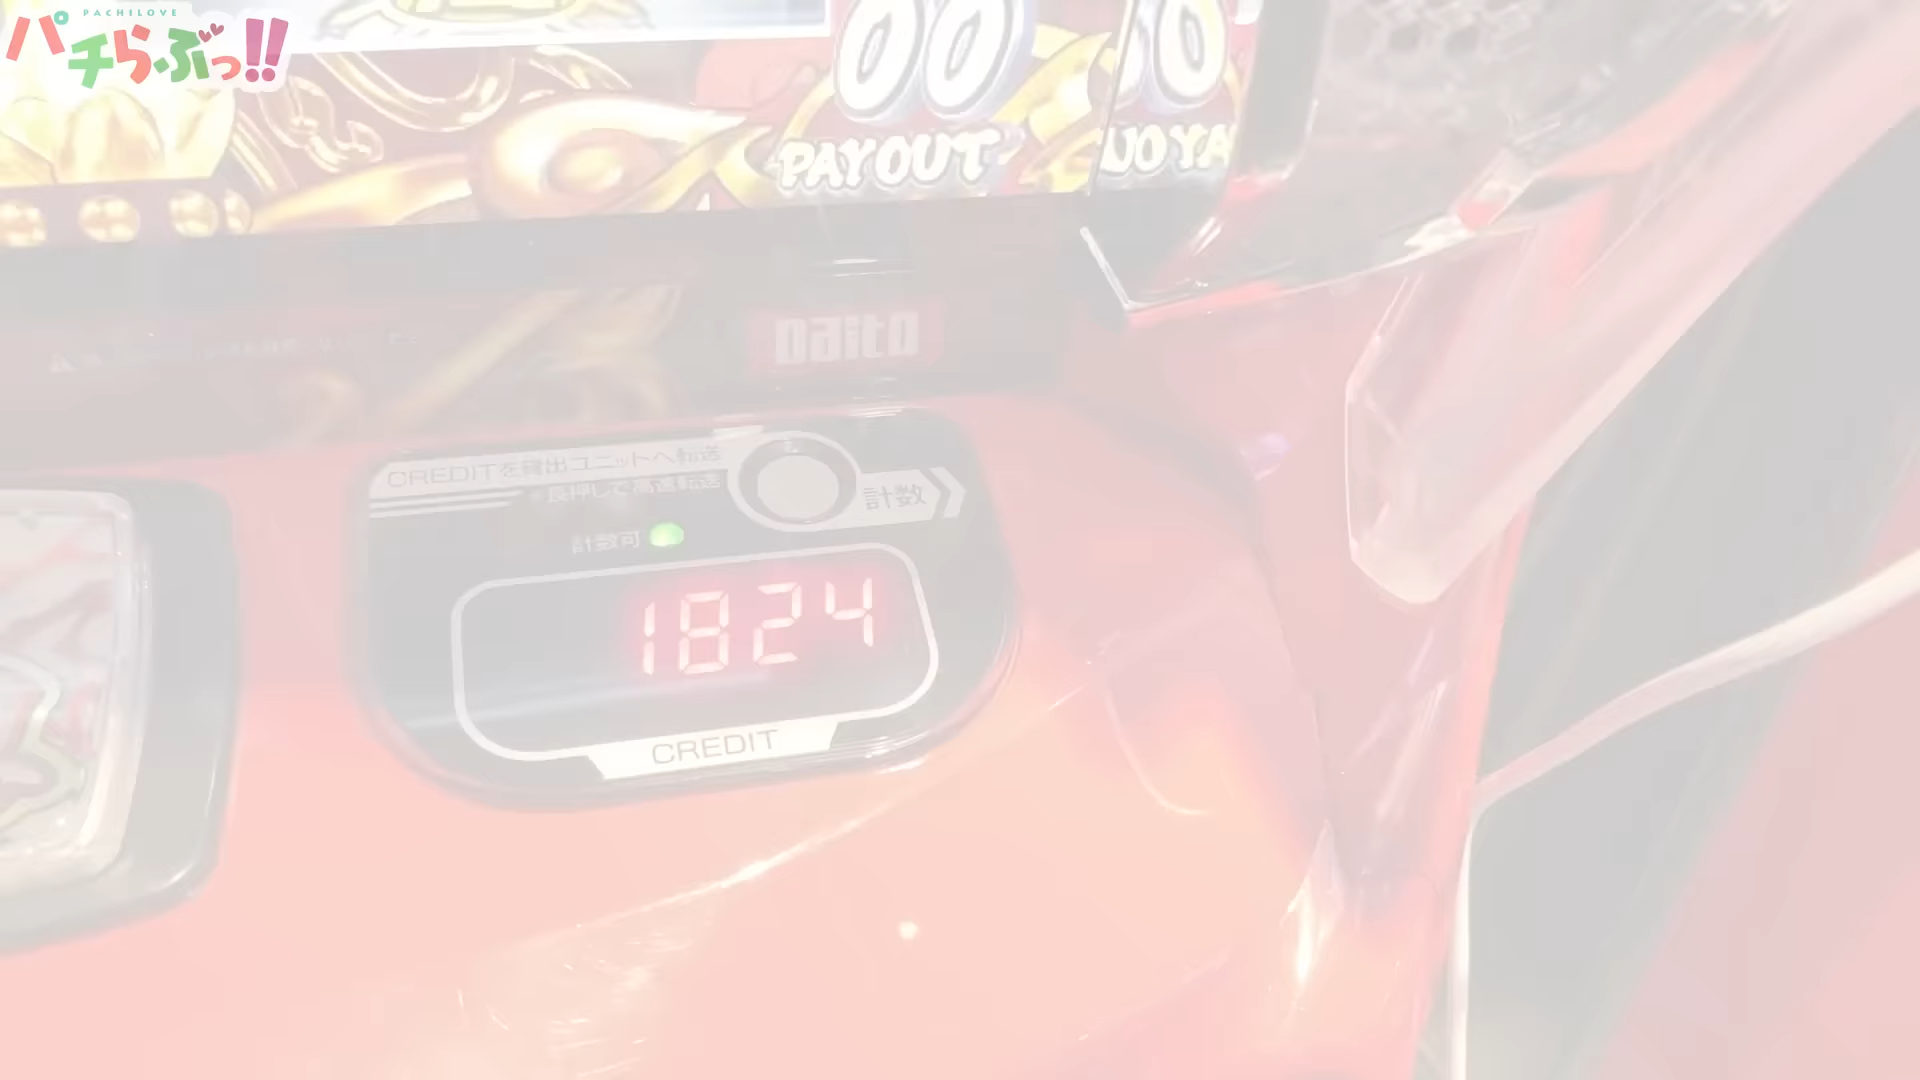 PACHILOVE
パチらぶっ!!
00
PAYOUT
Daito
CREDITを貸出ユニットへ転送
*長押しで高速転送
計数
計数可
1824
CREDIT